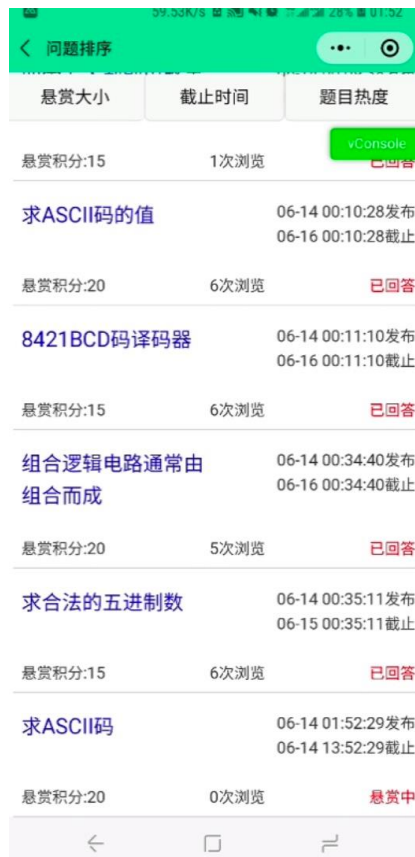 59.53K/s
28%
01:52
问题排序
悬赏大小
截止时间
题目热度
vConsole
悬赏积分:15
1次浏览
已回答
求ASCII码的值
06-14 00:10:28发布
06-16 00:10:28截止
悬赏积分:20
6次浏览
已回答
8421BCD码译码器
06-14 00:11:10发布
06-16 00:11:10截止
悬赏积分:15
6次浏览
已回答
组合逻辑电路通常由
组合而成
06-14 00:34:40发布
06-16 00:34:40截止
悬赏积分:20
5次浏览
已回答
求合法的五进制数
06-14 00:35:11发布
06-15 00:35:11截止
悬赏积分:15
6次浏览
已回答
求ASCII码
06-14 01:52:29发布
06-14 13:52:29截止
悬赏积分:20
0次浏览
悬赏中